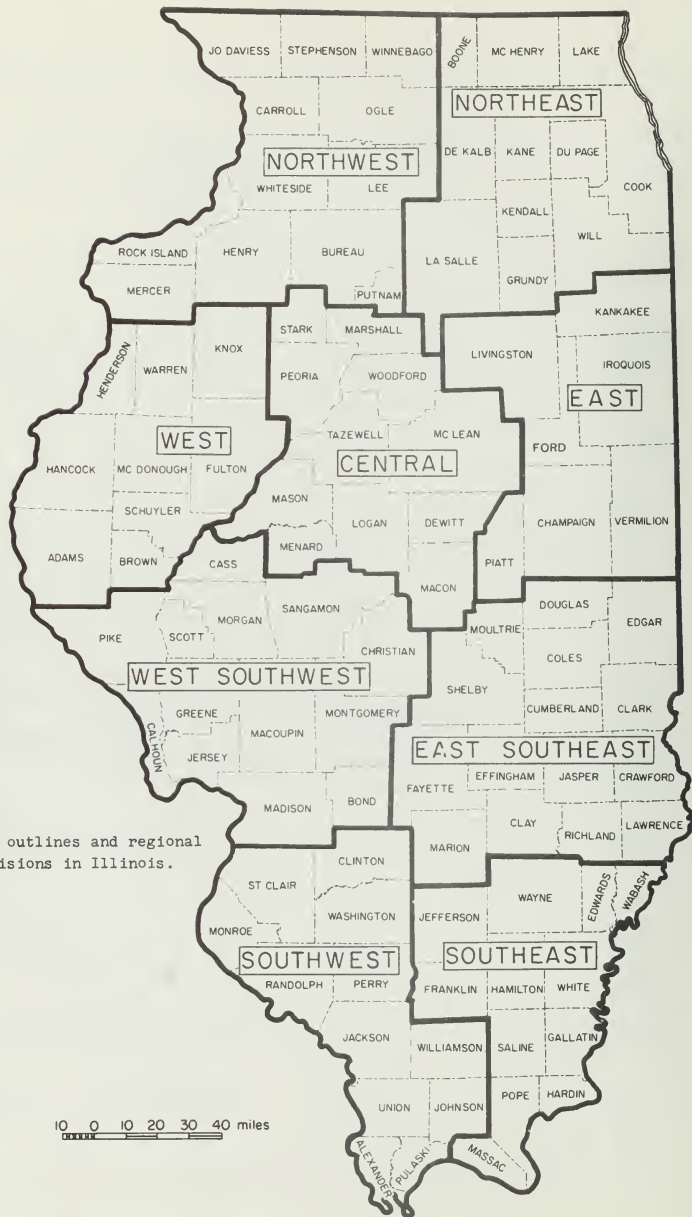 JO DAVIESS STEPHENSON WINNEBAGO BOONE MC HENRY LAKE
NORTHEAST
CARROLL OGLE
NORTHWEST
DE KALB KANE DU PAGE
COOK
WHITESIDE LEE
KENDALL
WILL
ROCK ISLAND HENRY BUREAU LA SALLE
GRUNDY
MERCER PUTNAM
KANKAKEE
STARK MARSHALL
LIVINGSTON IROQUOIS
HENDERSON WARREN KNOX PEORIA WOODFORD
EAST
WEST
TAZEWELL MC LEAN FORD
CENTRAL
HANCOCK MC DONOUGH FULTON
MASON
SCHUYLER
LOGAN DEWITT CHAMPAIGN VERMILION
MENARD
ADAMS BROWN CASS PIATT
MACON
DOUGLAS
PIKE SCOTT MORGAN SANGAMON MOULTRIE EDGAR
CHRISTIAN COLES
WEST SOUTHWEST
SHELBY
GREENE MACOUPIN MONTGOMERY CUMBERLAND CLARK
CALHOUN
JERSEY
EAST SOUTHEAST
FAYETTE EFFINGHAM JASPER CRAWFORD
MADISON BOND
CLAY RICHLAND LAWRENCE
MARION
outlines and regional
isions in Illinois.
CLINTON
ST CLAIR WAYNE EDWARDS WABASH
JEFFERSON
WASHINGTON
MONROE
SOUTHWEST SOUTHEAST
RANDOLPH PERRY FRANKLIN HAMILTON WHITE
JACKSON WILLIAMSON SALINE GALLATIN
UNION JOHNSON POPE HARDIN
10 0 10 20 30 40 miles
ALEXANDER PULASKI MASSAC